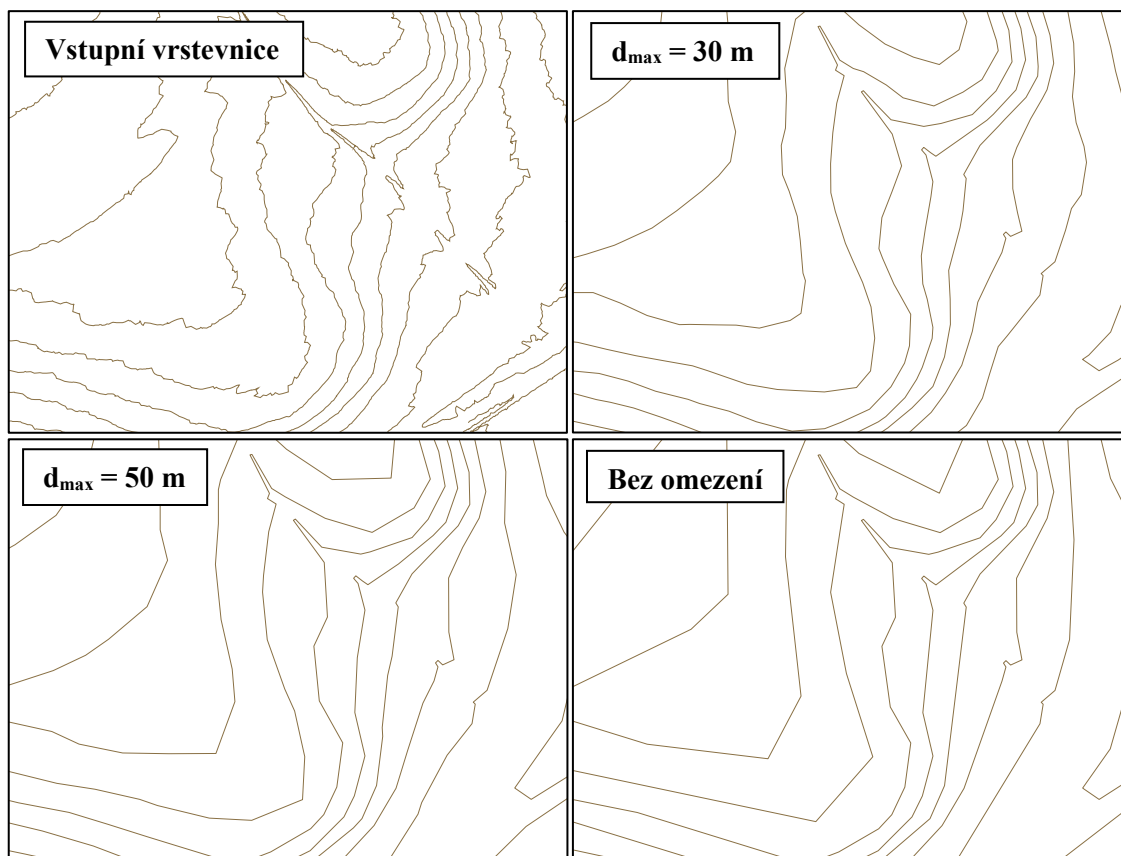 Vstupní vrstevnice
dmax = 30 m
dmax = 50 m
Bez omezení